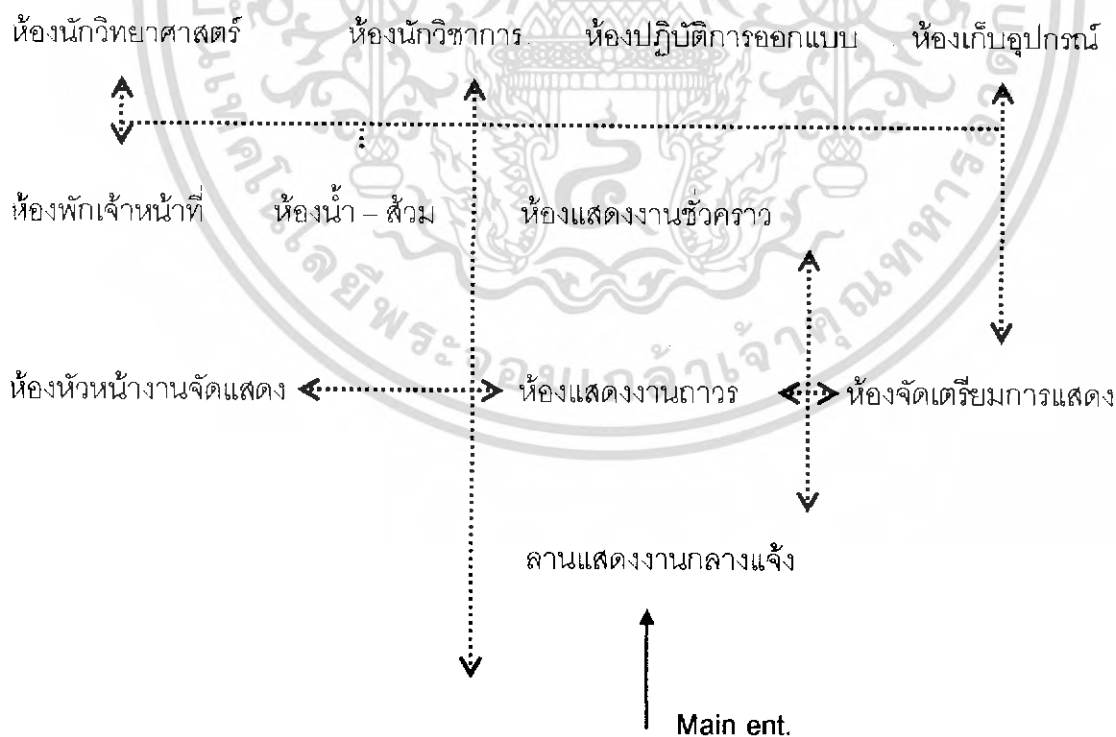 ห้องนักวิทยาศาสตร์ ห้องนักวิชาการ ห้องปฏิบัติการออกแบบ ห้องเก็บอุปกรณ์
ห้องพักเจ้าหน้าที่ ห้องน้ำ – ส้วม ห้องแสดงงานชั่วคราว
ห้องหัวหน้างานจัดแสดง ห้องแสดงงานถาวร ห้องจัดเตรียมการแสดง
ลานแสดงงานกลางแจ้ง
Main ent.